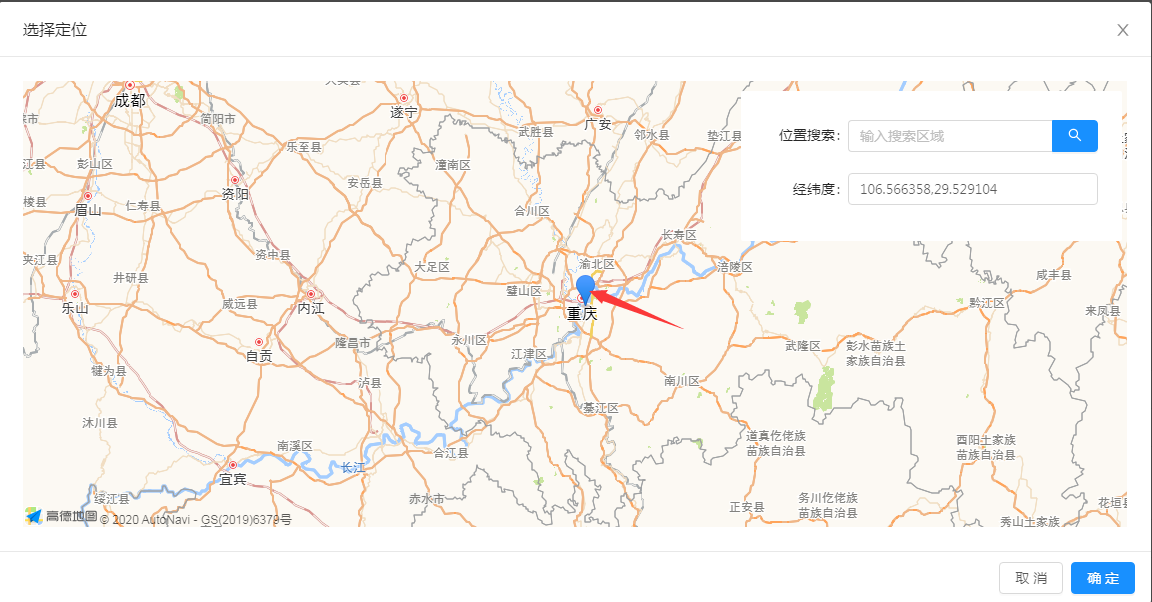 选择定位
成都
遂宁
广安
简阳市
武胜县
邻水县
垫江县
位置搜索:
输入搜索区域
乐至县
彭山区
潼南区
安岳县
资阳
经纬度:
106.566358,29.529104
眉山
仁寿县
合川区
长寿区
夹江县
资中县
大足区
渝北区
涪陵区
井研县
咸丰县
璧山区
乐山
威远县
内江
重庆
黔江区
来凤县
隆昌市
永川区
武隆区
彭水苗族土
家族自治县
自贡
江津区
犍为县
泸县
南川区
綦江区
沐川县
道真仡佬族
苗族自治县
酉阳土家族
苗族自治县
南溪区
合江县
长江
宜宾
绥江县
赤水市
正安县
务川仡佬族
苗族自治县
花垣县
秀山土家族
高德地图
© 2020 AutoNavi - GS(2019)6379号
取 消
确 定